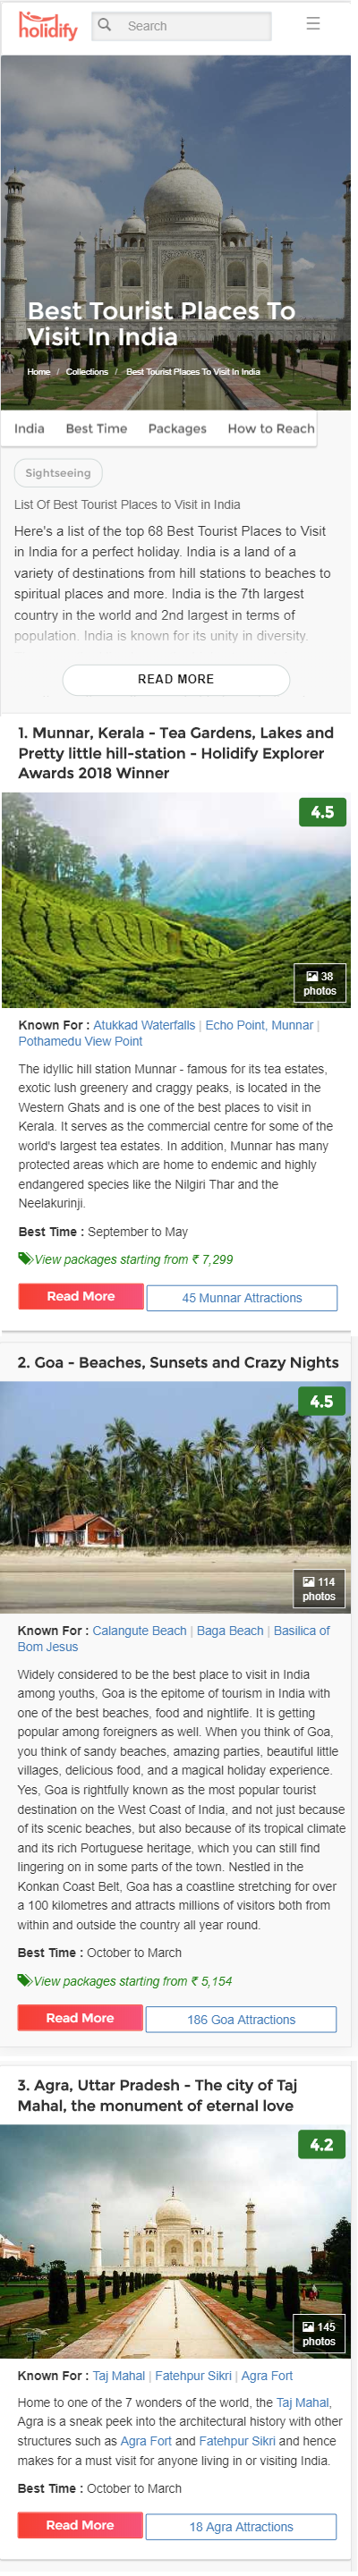 holidify
Search
Best Tourist Places To
Visit In India
Home / Collections / Best Tourist Places To Visit In India
India Best Time Packages How to Reach
Sightseeing
List Of Best Tourist Places to Visit in India
Here's a list of the top 68 Best Tourist Places to Visit
in India for a perfect holiday. India is a land of a
variety of destinations from hill stations to beaches to
spiritual places and more. India is the 7th largest
country in the world and 2nd largest in terms of
population. India is known for its unity in diversity.
READ MORE
1. Munnar, Kerala - Tea Gardens, Lakes and
Pretty little hill-station - Holidify Explorer
Awards 2018 Winner
4.5
38
photos
Known For : Atukkad Waterfalls | Echo Point, Munnar |
Pothamedu View Point
The idyllic hill station Munnar - famous for its tea estates,
exotic lush greenery and craggy peaks, is located in the
Western Ghats and is one of the best places to visit in
Kerala. It serves as the commercial centre for some of the
world's largest tea estates. In addition, Munnar has many
protected areas which are home to endemic and highly
endangered species like the Nilgiri Thar and the
Neelakurinji.
Best Time : September to May
View packages starting from ₹ 7,299
Read More 45 Munnar Attractions
2. Goa - Beaches, Sunsets and Crazy Nights
4.5
114
photos
Known For : Calangute Beach | Baga Beach | Basilica of
Bom Jesus
Widely considered to be the best place to visit in India
among youths, Goa is the epitome of tourism in India with
one of the best beaches, food and nightlife. It is getting
popular among foreigners as well. When you think of Goa,
you think of sandy beaches, amazing parties, beautiful little
villages, delicious food, and a magical holiday experience.
Yes, Goa is rightfully known as the most popular tourist
destination on the West Coast of India, and not just because
of its scenic beaches, but also because of its tropical climate
and its rich Portuguese heritage, which you can still find
lingering on in some parts of the town. Nestled in the
Konkan Coast Belt, Goa has a coastline stretching for over
a 100 kilometres and attracts millions of visitors both from
within and outside the country all year round.
Best Time : October to March
View packages starting from ₹ 5,154
Read More 186 Goa Attractions
3. Agra, Uttar Pradesh - The city of Taj
Mahal, the monument of eternal love
4.2
145
photos
Known For : Taj Mahal | Fatehpur Sikri | Agra Fort
Home to one of the 7 wonders of the world, the Taj Mahal,
Agra is a sneak peek into the architectural history with other
structures such as Agra Fort and Fatehpur Sikri and hence
makes for a must visit for anyone living in or visiting India.
Best Time : October to March
Read More 18 Agra Attractions